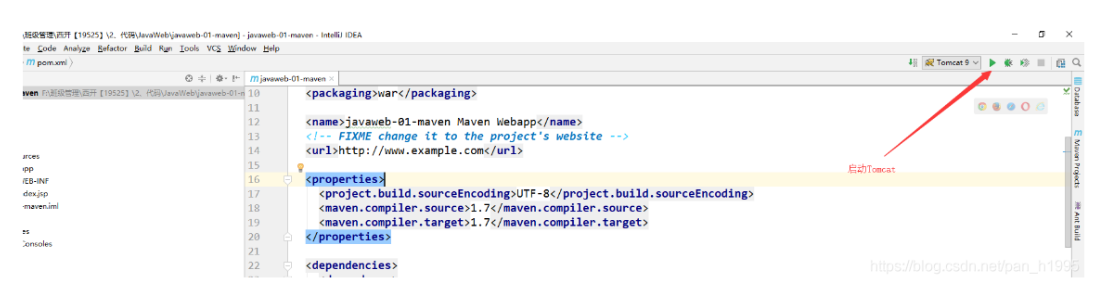 \班级管理\西开【19525】\2、代码\JavaWeb\javaweb-01-maven] - javaweb-01-maven - IntelliJ IDEA
te Code Analyze Refactor Build Run Tools VCS Window Help
m pom.xml
Tomcat 9
m javaweb-01-maven
aven F:\班级管理\西开【19525】\2、代码\JavaWeb\javaweb-01-m
urces
pp
/EB-INF
dex.jsp
-maven.iml
es
Consoles
10 <packaging>war</packaging>
11
12 <name>javaweb-01-maven Maven Webapp</name>
13 <!-- FIXME change it to the project's website -->
14 <url>http://www.example.com</url>
15
16 <properties>
17 <project.build.sourceEncoding>UTF-8</project.build.sourceEncoding>
18 <maven.compiler.source>1.7</maven.compiler.source>
19 <maven.compiler.target>1.7</maven.compiler.target>
20 </properties>
21
22 <dependencies>
启动Tomcat
Database
m Maven Projects
Ant Build
https://blog.csdn.net/pan_h1995